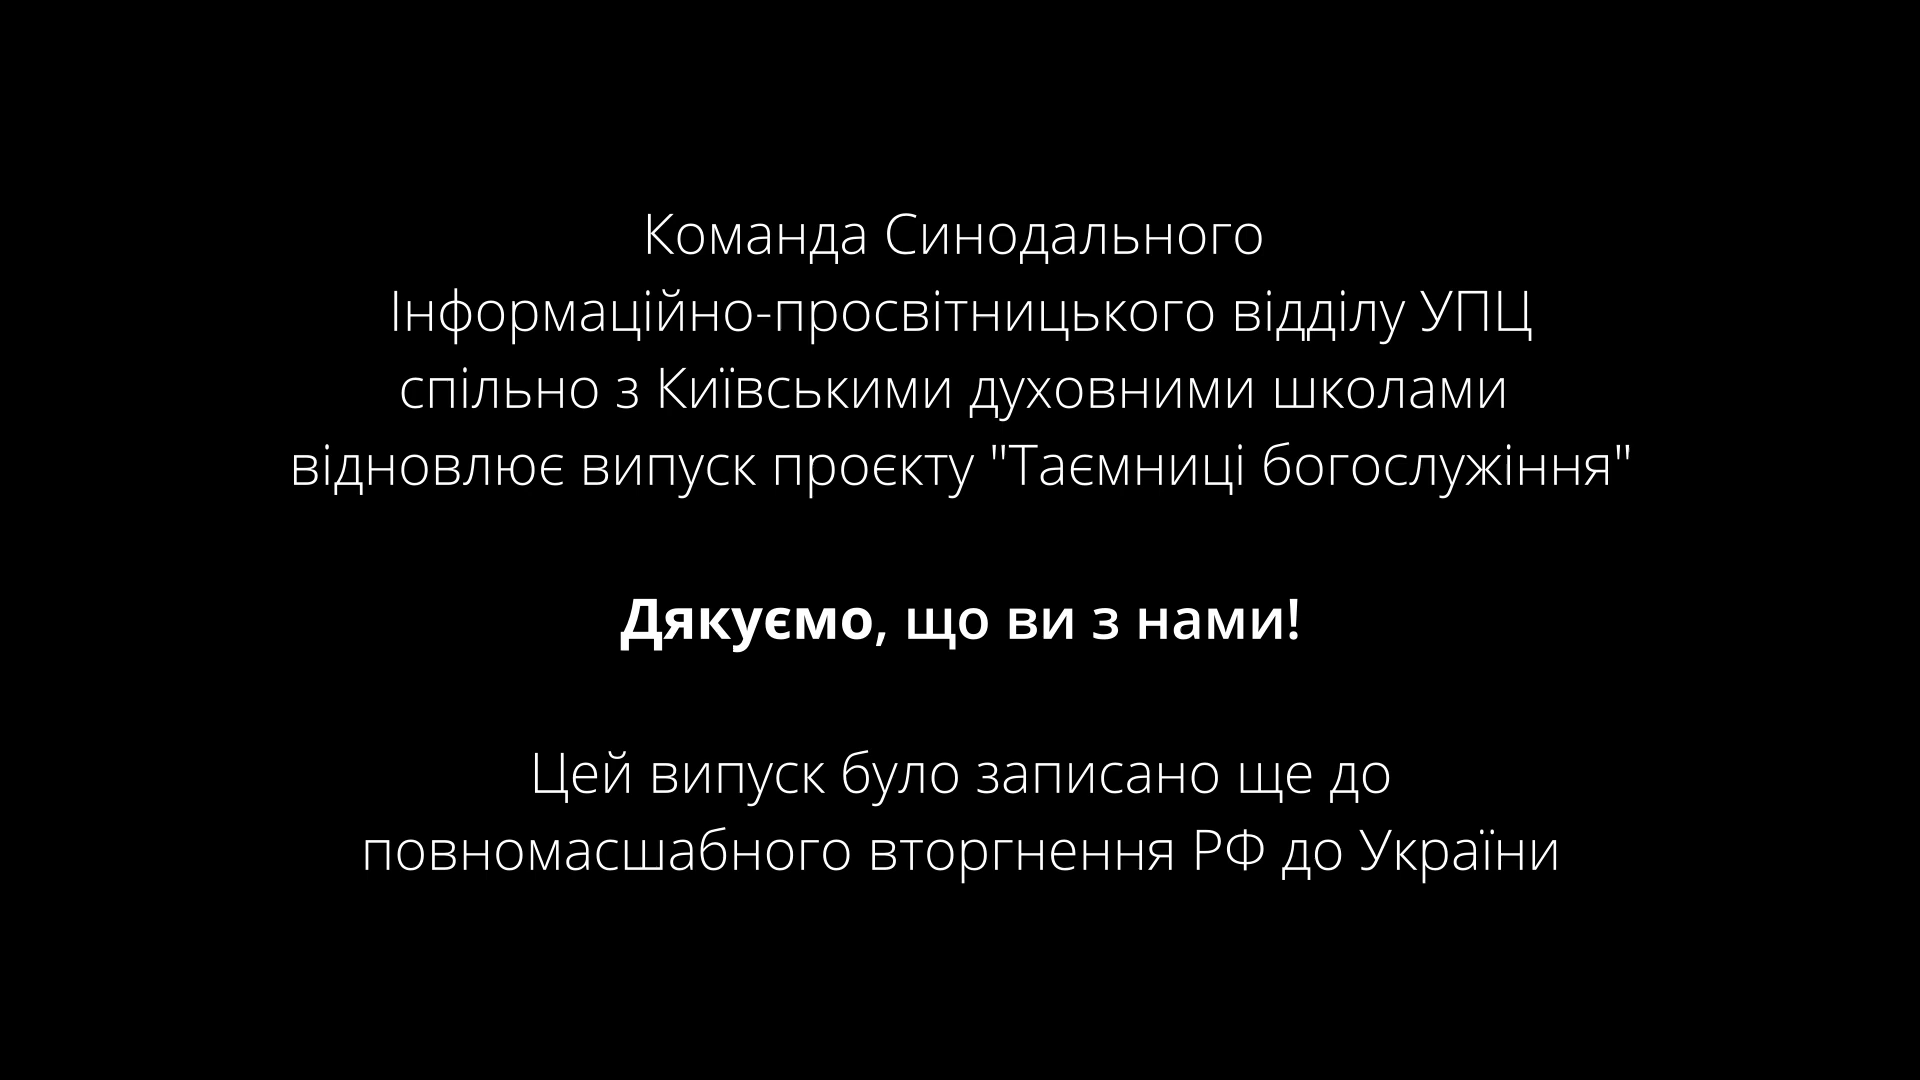 Команда Синодального
Інформаційно-просвітницького відділу УПЦ
спільно з Київськими духовними школами
відновлює випуск проєкту "Таємниці богослужіння"
Дякуємо, що ви з нами!
Цей випуск було записано ще до
повномасшабного вторгнення РФ до України